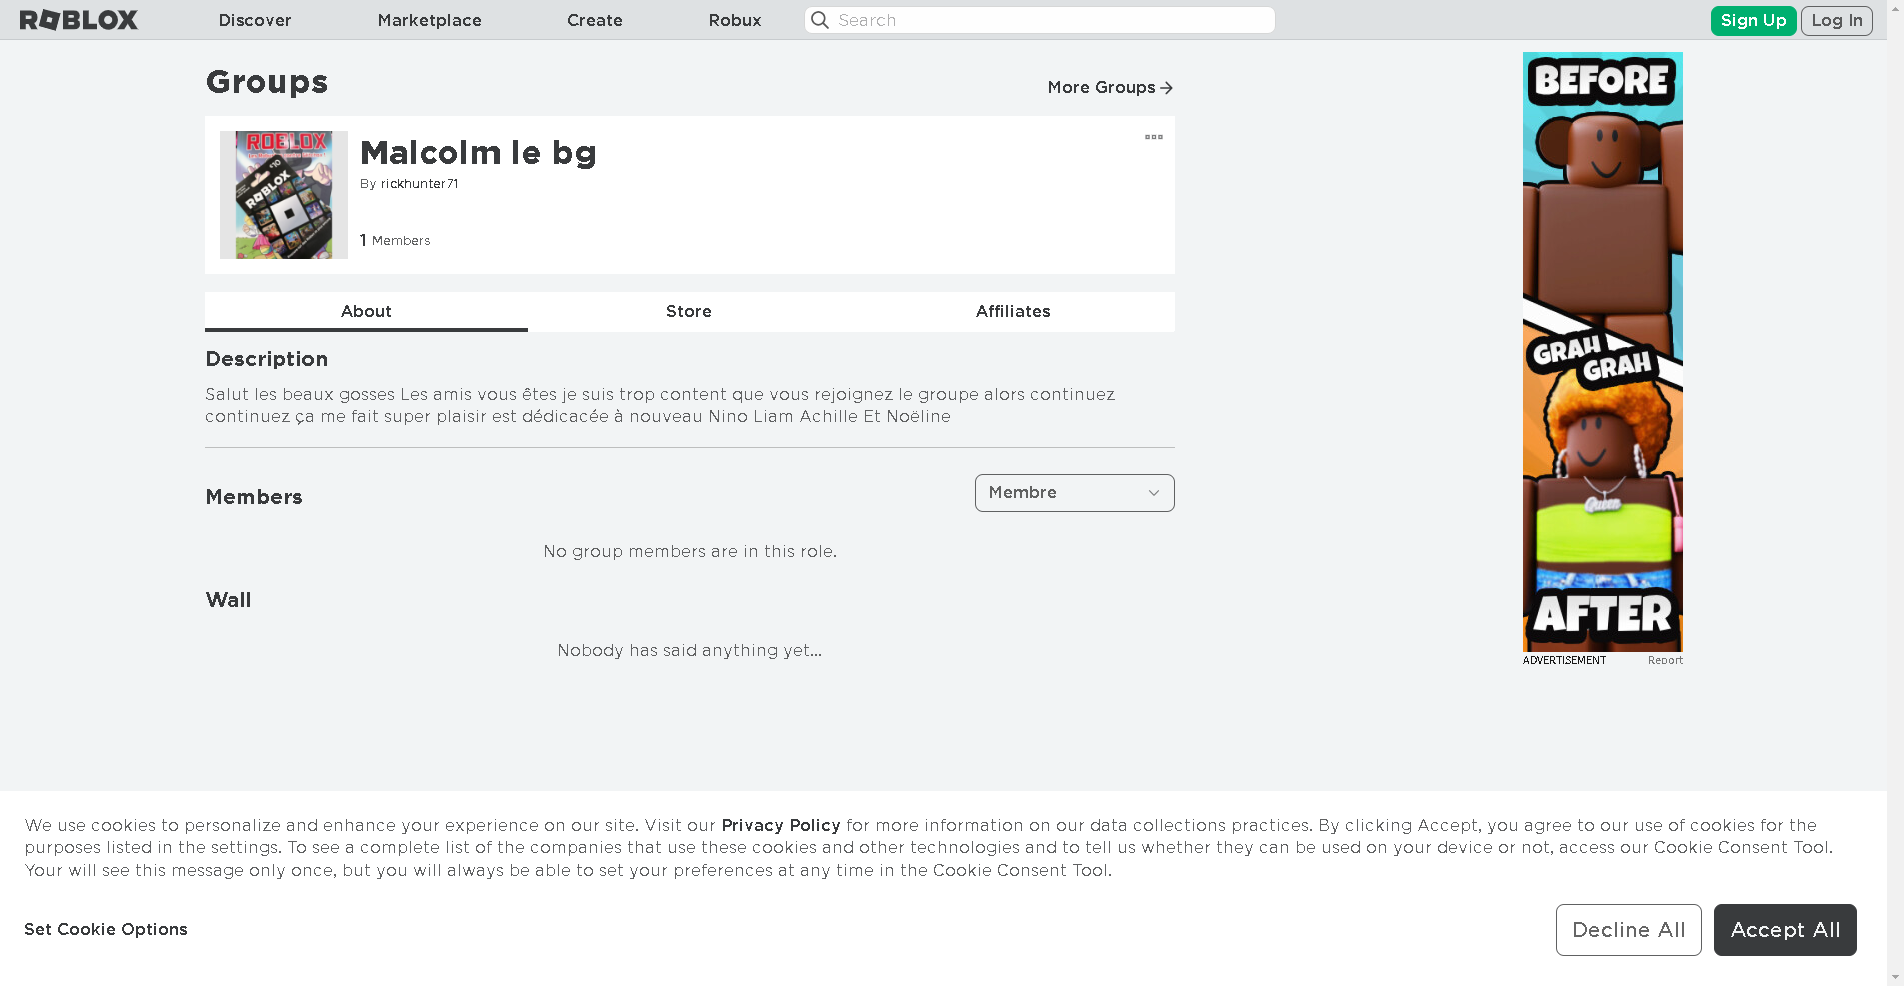 ROBLOX
Discover
Marketplace
Create
Robux
Search
Sign Up
Log In
Groups
More Groups
ROBLOX
$10
ROBLOX
Malcolm le bg
By rickhunter71
1 Members
About
Store
Affiliates
Description
Salut les beaux gosses Les amis vous êtes je suis trop content que vous rejoignez le groupe alors continuez
continuez ça me fait super plaisir est dédicacée à nouveau Nino Liam Achille Et Noëline
Members
Membre
No group members are in this role.
Wall
Nobody has said anything yet...
BEFORE
GRAH
GRAH
Queen
AFTER
ADVERTISEMENT
Report
We use cookies to personalize and enhance your experience on our site. Visit our Privacy Policy for more information on our data collections practices. By clicking Accept, you agree to our use of cookies for the
purposes listed in the settings. To see a complete list of the companies that use these cookies and other technologies and to tell us whether they can be used on your device or not, access our Cookie Consent Tool.
Your will see this message only once, but you will always be able to set your preferences at any time in the Cookie Consent Tool.
Set Cookie Options
Decline All
Accept All